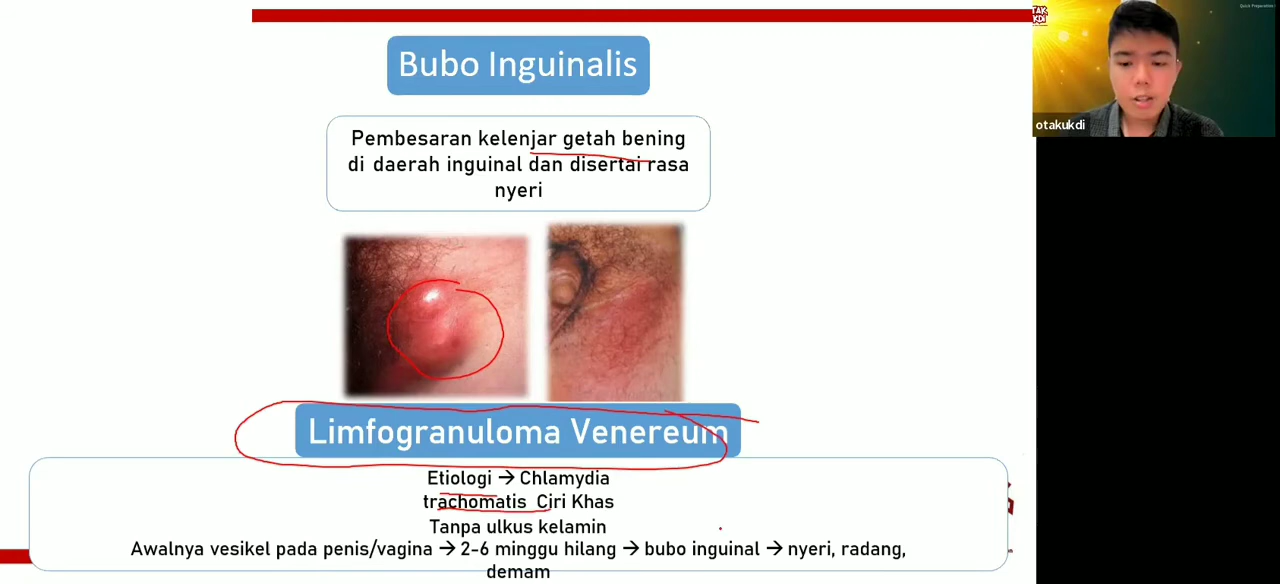 Bubo Inguinalis
Pembesaran kelenjar getah bening
di daerah inguinal dan disertai rasa
nyeri
Limfogranuloma Venereum
Etiologi → Chlamydia
trachomatis Ciri Khas
Tanpa ulkus kelamin
Awalnya vesikel pada penis/vagina → 2-6 minggu hilang → bubo inguinal → nyeri, radang,
demam
otakukdi